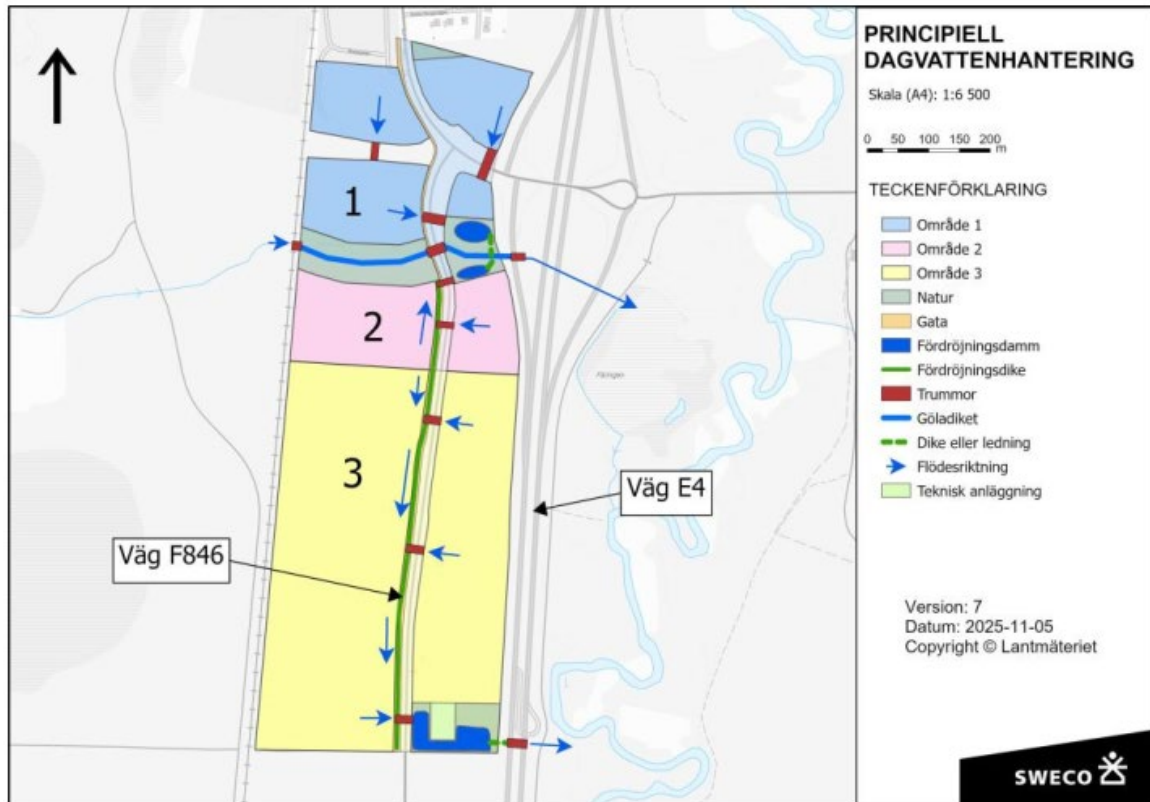 PRINCIPIELL
DAGVATTENHANTERING
Skala (A4): 1:6 500
0 50 100 150 200
m
TECKENFÖRKLARING
Område 1
Område 2
Område 3
Natur
Gata
Fördröjningsdamm
Fördröjningsdike
Trummor
Göladiket
Dike eller ledning
Flödesriktning
Teknisk anläggning
1
2
3
Väg E4
Väg F846
Version: 7
Datum: 2025-11-05
Copyright © Lantmäteriet
SWECO